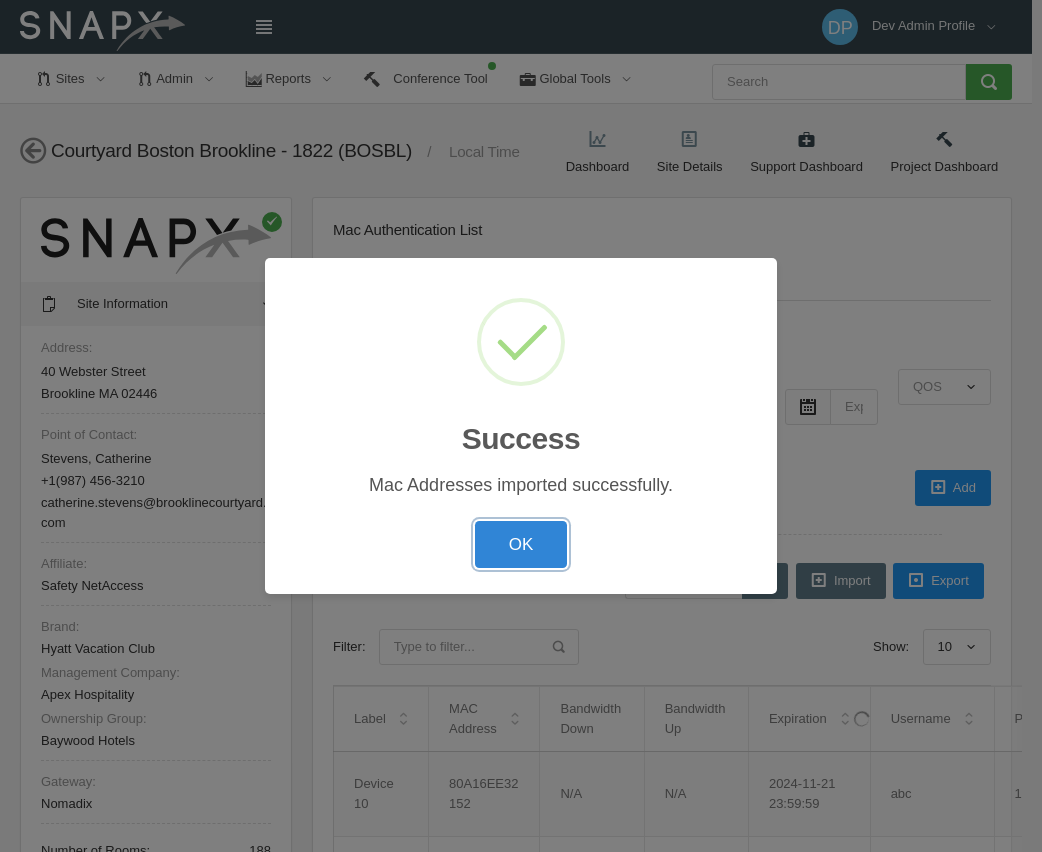 SNAPX
DP
Dev Admin Profile
Sites
Admin
Reports
Conference Tool
Global Tools
Search
Courtyard Boston Brookline - 1822 (BOSBL)
/
Local Time
Dashboard
Site Details
Support Dashboard
Project Dashboard
SNAPX
Site Information
Address:
40 Webster Street
Brookline MA 02446
Point of Contact:
Stevens, Catherine
+1(987) 456-3210
catherine.stevens@brooklinecourtyard.
com
Affiliate:
Safety NetAccess
Brand:
Hyatt Vacation Club
Management Company:
Apex Hospitality
Ownership Group:
Baywood Hotels
Gateway:
Nomadix
Number of Rooms: 188
Mac Authentication List
QOS
Exp
Add
Success
Mac Addresses imported successfully.
OK
Import
Export
Filter:
Type to filter...
Show:
10
Label
MAC
Address
Bandwidth
Down
Bandwidth
Up
Expiration
Username
P
Device
10
80A16EE32
152
N/A
N/A
2024-11-21
23:59:59
abc
1